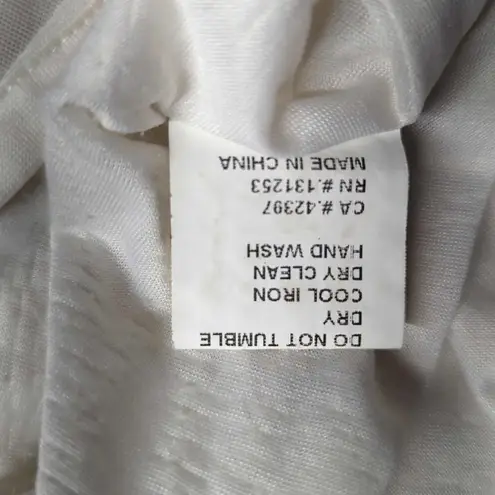 DO NOT TUMBLE
DRY
COOL IRON
DRY CLEAN
HAND WASH
CA #.42397
RN #.131253
MADE IN CHINA